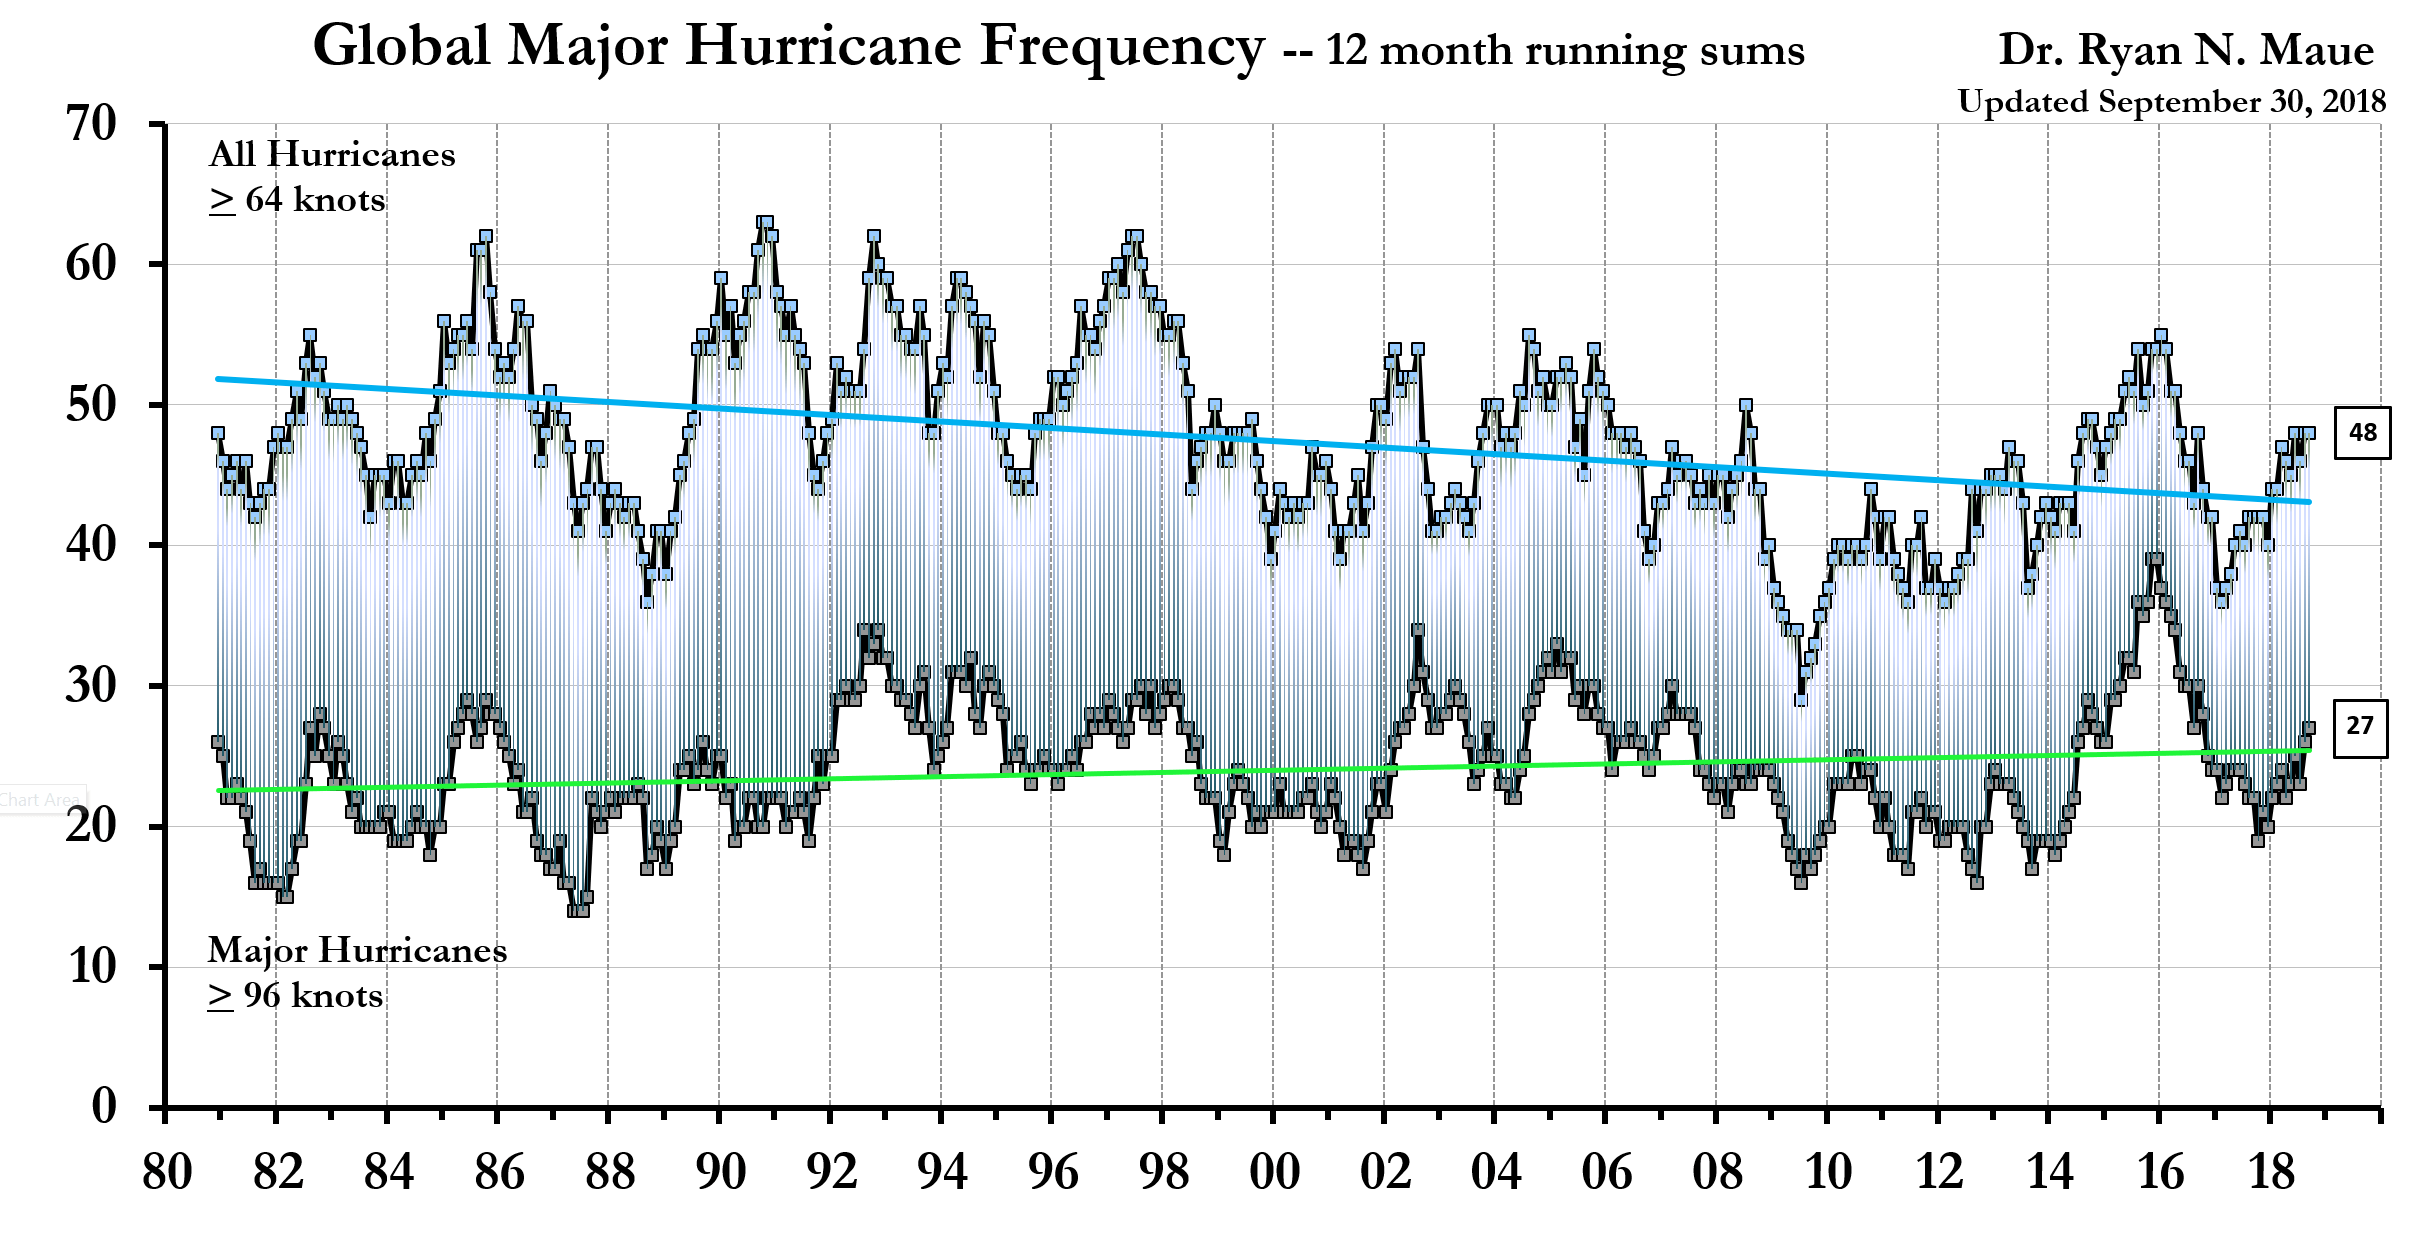 Global Major Hurricane Frequency -- 12 month running sums
Dr. Ryan N. Maue
Updated September 30, 2018
70
All Hurricanes
> 64 knots
60
50
48
40
30
27
Chart Area
20
Major Hurricanes
10
> 96 knots
0
80 82 84 86 88 90 92 94 96 98 00 02 04 06 08 10 12 14 16 18